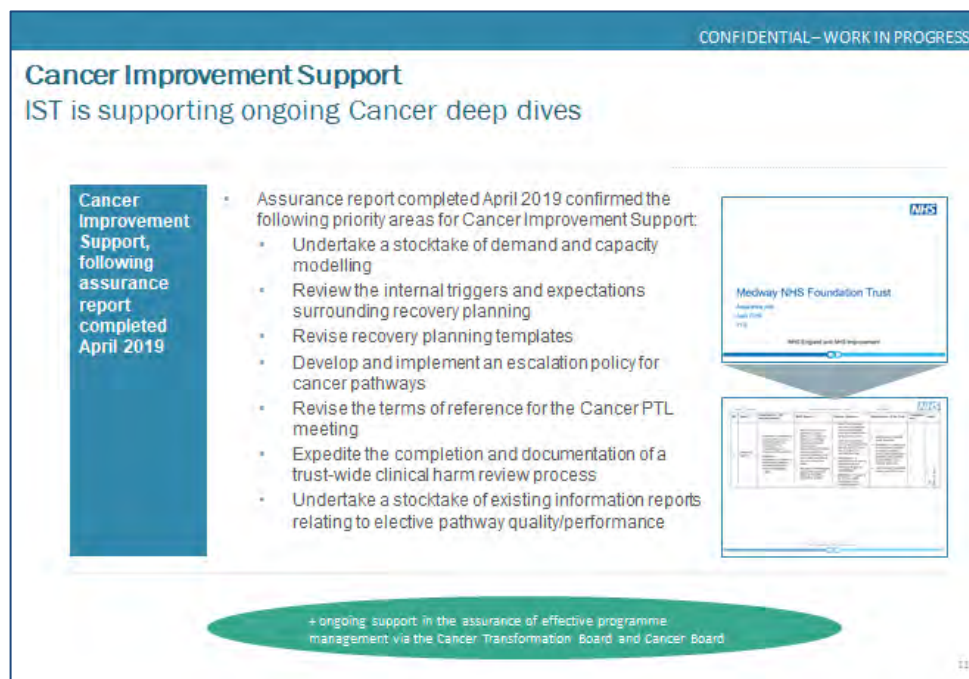 CONFIDENTIAL – WORK IN PROGRESS
Cancer Improvement Support
IST is supporting ongoing Cancer deep dives
Cancer
Improvement
Support,
following
assurance
report
completed
April 2019
• Assurance report completed April 2019 confirmed the
following priority areas for Cancer Improvement Support:
• Undertake a stocktake of demand and capacity
modelling
• Review the internal triggers and expectations
surrounding recovery planning
• Revise recovery planning templates
• Develop and implement an escalation policy for
cancer pathways
• Revise the terms of reference for the Cancer PTL
meeting
• Expedite the completion and documentation of a
trust-wide clinical harm review process
• Undertake a stocktake of existing information reports
relating to elective pathway quality/performance
NHS
Medway NHS Foundation Trust
NHS England and NHS Improvement
NHS
+ ongoing support in the assurance of effective programme
management via the Cancer Transformation Board and Cancer Board